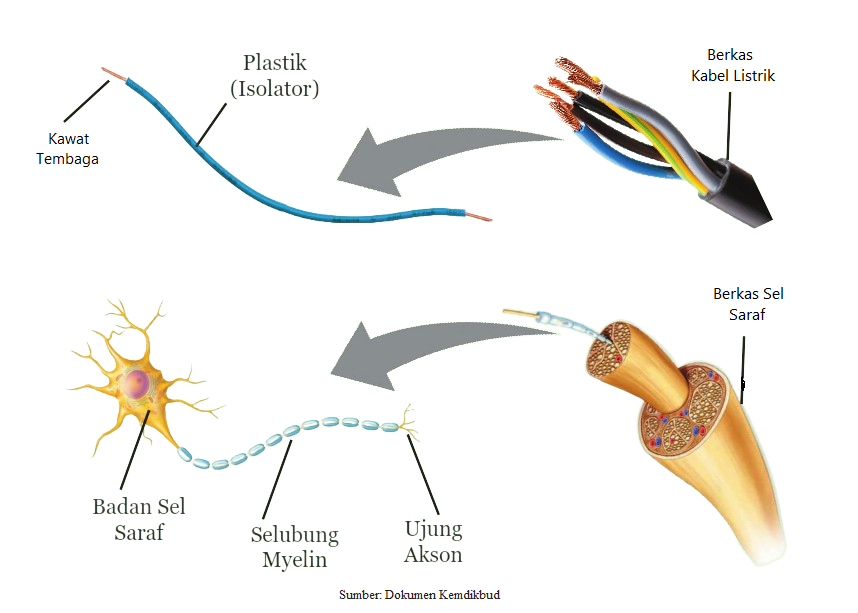 Plastik
(Isolator)
Berkas
Kabel Listrik
Kawat
Tembaga
Berkas Sel
Saraf
Badan Sel
Saraf
Selubung
Myelin
Ujung
Akson
Sumber: Dokumen Kemdikbud